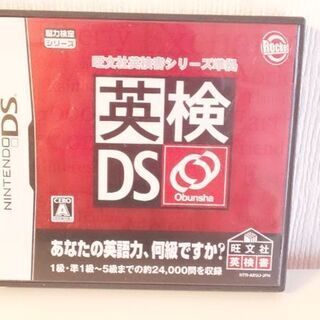 NINTENDO DS
脳力検定
シリーズ
Rocket
旺文社英検書シリーズ準拠
英検
DS
Obunsha
CERO
A
あなたの英語力、何級ですか?
1級・準1級〜5級までの約24,000問を収録
旺文社
英検書